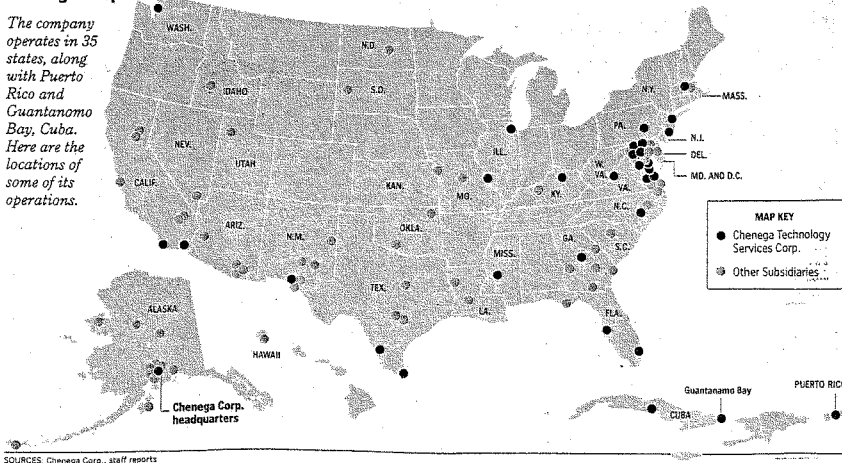 The company
operates in 35
states, along
with Puerto
Rico and
Guantanomo
Bay, Cuba.
Here are the
locations of
some of its
operations.
WASH.
N.D.
IDAHO
S.D.
N.Y.
MASS.
PA.
N.J.
NEV.
ILL.
DEL.
UTAH
W.
VA.
MD. AND D.C.
CALIF.
KAN.
MO.
KY.
VA.
N.C.
ARIZ.
N.M.
OKLA.
MISS.
GA.
S.C.
TEX.
LA.
FLA.
MAP KEY
Chenega Technology
Services Corp.
Other Subsidiaries
ALASKA
HAWAII
Chenega Corp.
headquarters
Guantanamo Bay
PUERTO RICO
CUBA
SOURCES: Chenega Corp., staff reports